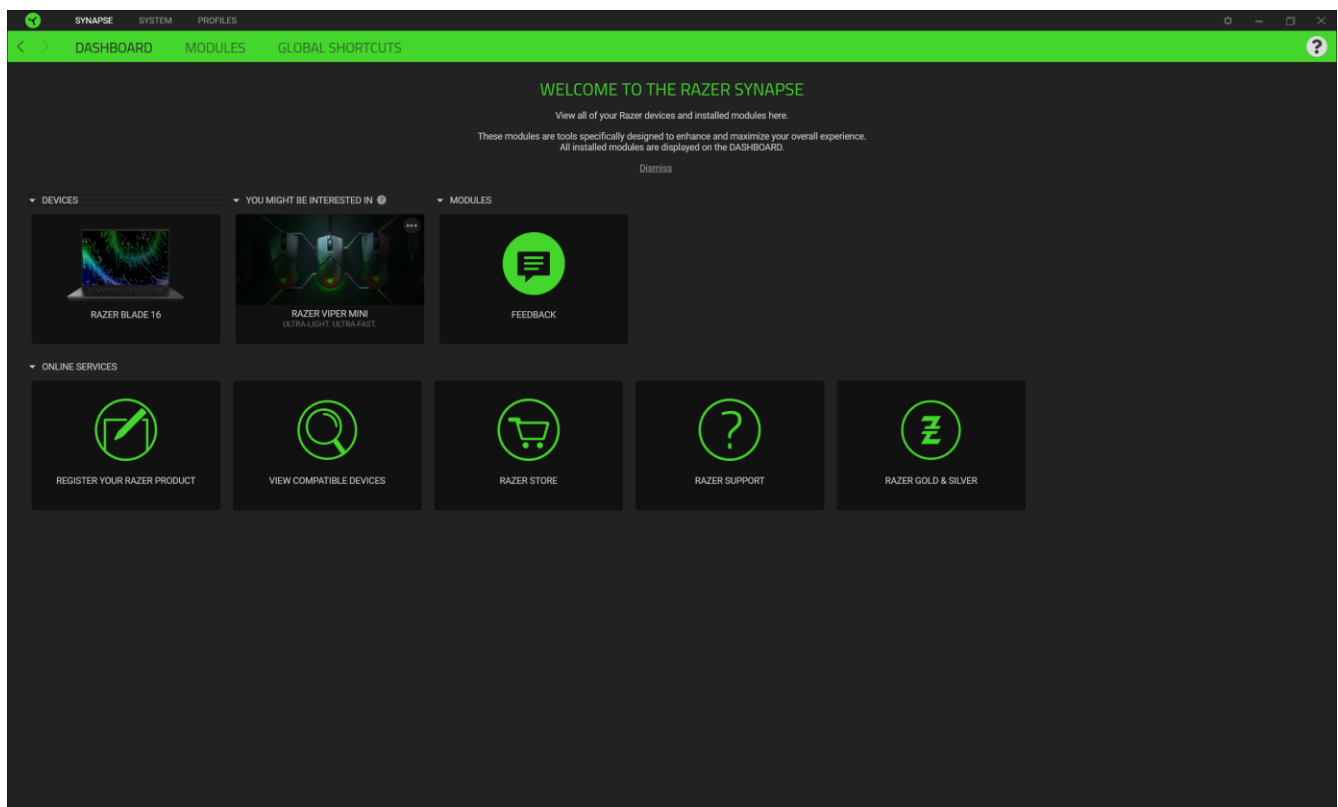 SYNAPSE SYSTEM PROFILES
DASHBOARD MODULES GLOBAL SHORTCUTS
?
WELCOME TO THE RAZER SYNAPSE
View all of your Razer devices and installed modules here.
These modules are tools specifically designed to enhance and maximize your overall experience.
All installed modules are displayed on the DASHBOARD.
Dismiss
DEVICES
YOU MIGHT BE INTERESTED IN ?
MODULES
RAZER BLADE 16
RAZER VIPER MINI
ULTRA-LIGHT. ULTRA-FAST.
FEEDBACK
ONLINE SERVICES
?
REGISTER YOUR RAZER PRODUCT
VIEW COMPATIBLE DEVICES
RAZER STORE
RAZER SUPPORT
RAZER GOLD & SILVER